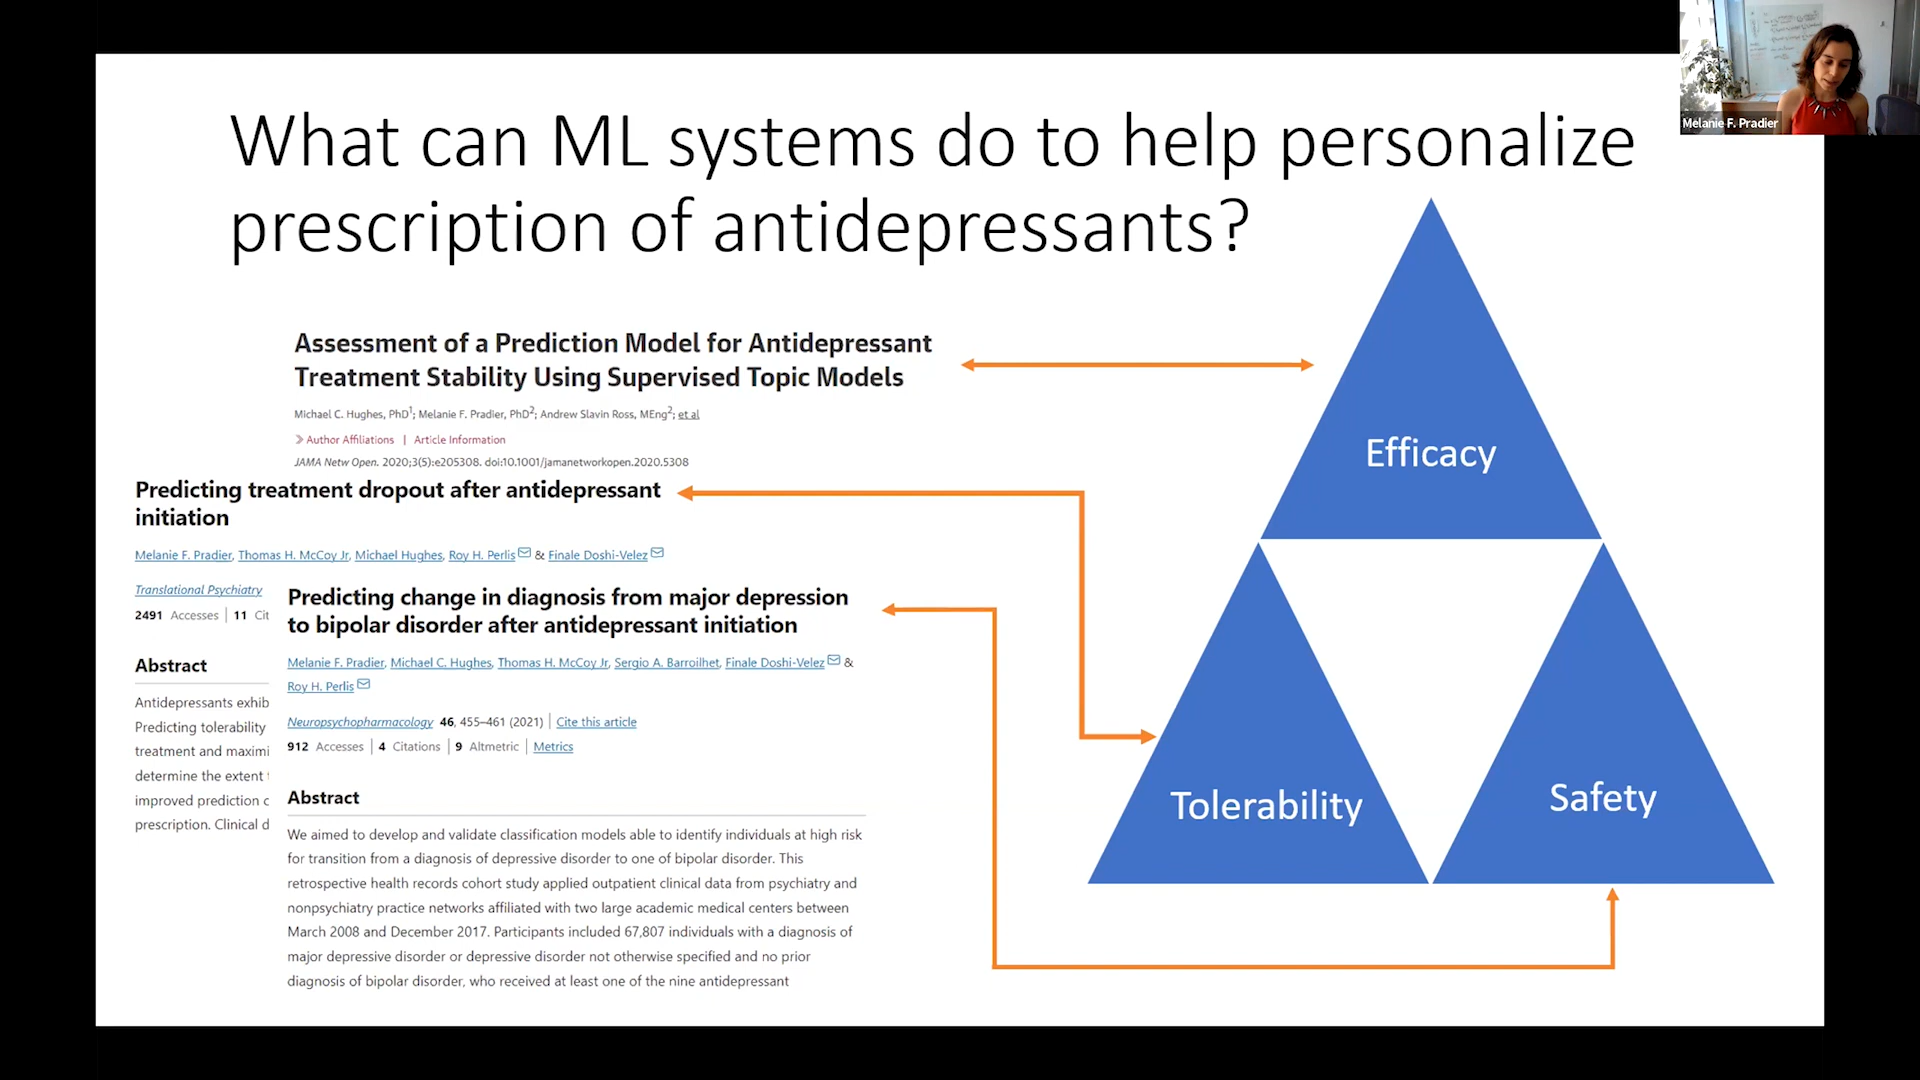 What can ML systems do to help personalize
prescription of antidepressants?
Melanie F. Pradier
Assessment of a Prediction Model for Antidepressant
Treatment Stability Using Supervised Topic Models
Michael C. Hughes, PhD1; Melanie F. Pradier, PhD2; Andrew Slavin Ross, MEng2; et al
Author Affiliations | Article Information
JAMA Netw Open. 2020;3(5):e205308. doi:10.1001/jamanetworkopen.2020.5308
Predicting treatment dropout after antidepressant
initiation
Melanie F. Pradier, Thomas H. McCoy Jr, Michael Hughes, Roy H. Perlis & Finale Doshi-Velez
Translational Psychiatry
2491 Accesses | 11 Cit
Abstract
Antidepressants exhib
Predicting tolerability
treatment and maximi
determine the extent t
improved prediction c
prescription. Clinical d
Predicting change in diagnosis from major depression
to bipolar disorder after antidepressant initiation
Melanie F. Pradier, Michael C. Hughes, Thomas H. McCoy Jr, Sergio A. Barroilhet, Finale Doshi-Velez &
Roy H. Perlis
Neuropsychopharmacology 46, 455–461 (2021) | Cite this article
912 Accesses | 4 Citations | 9 Altmetric | Metrics
Abstract
We aimed to develop and validate classification models able to identify individuals at high risk
for transition from a diagnosis of depressive disorder to one of bipolar disorder. This
retrospective health records cohort study applied outpatient clinical data from psychiatry and
nonpsychiatry practice networks affiliated with two large academic medical centers between
March 2008 and December 2017. Participants included 67,807 individuals with a diagnosis of
major depressive disorder or depressive disorder not otherwise specified and no prior
diagnosis of bipolar disorder, who received at least one of the nine antidepressant
Efficacy
Tolerability
Safety